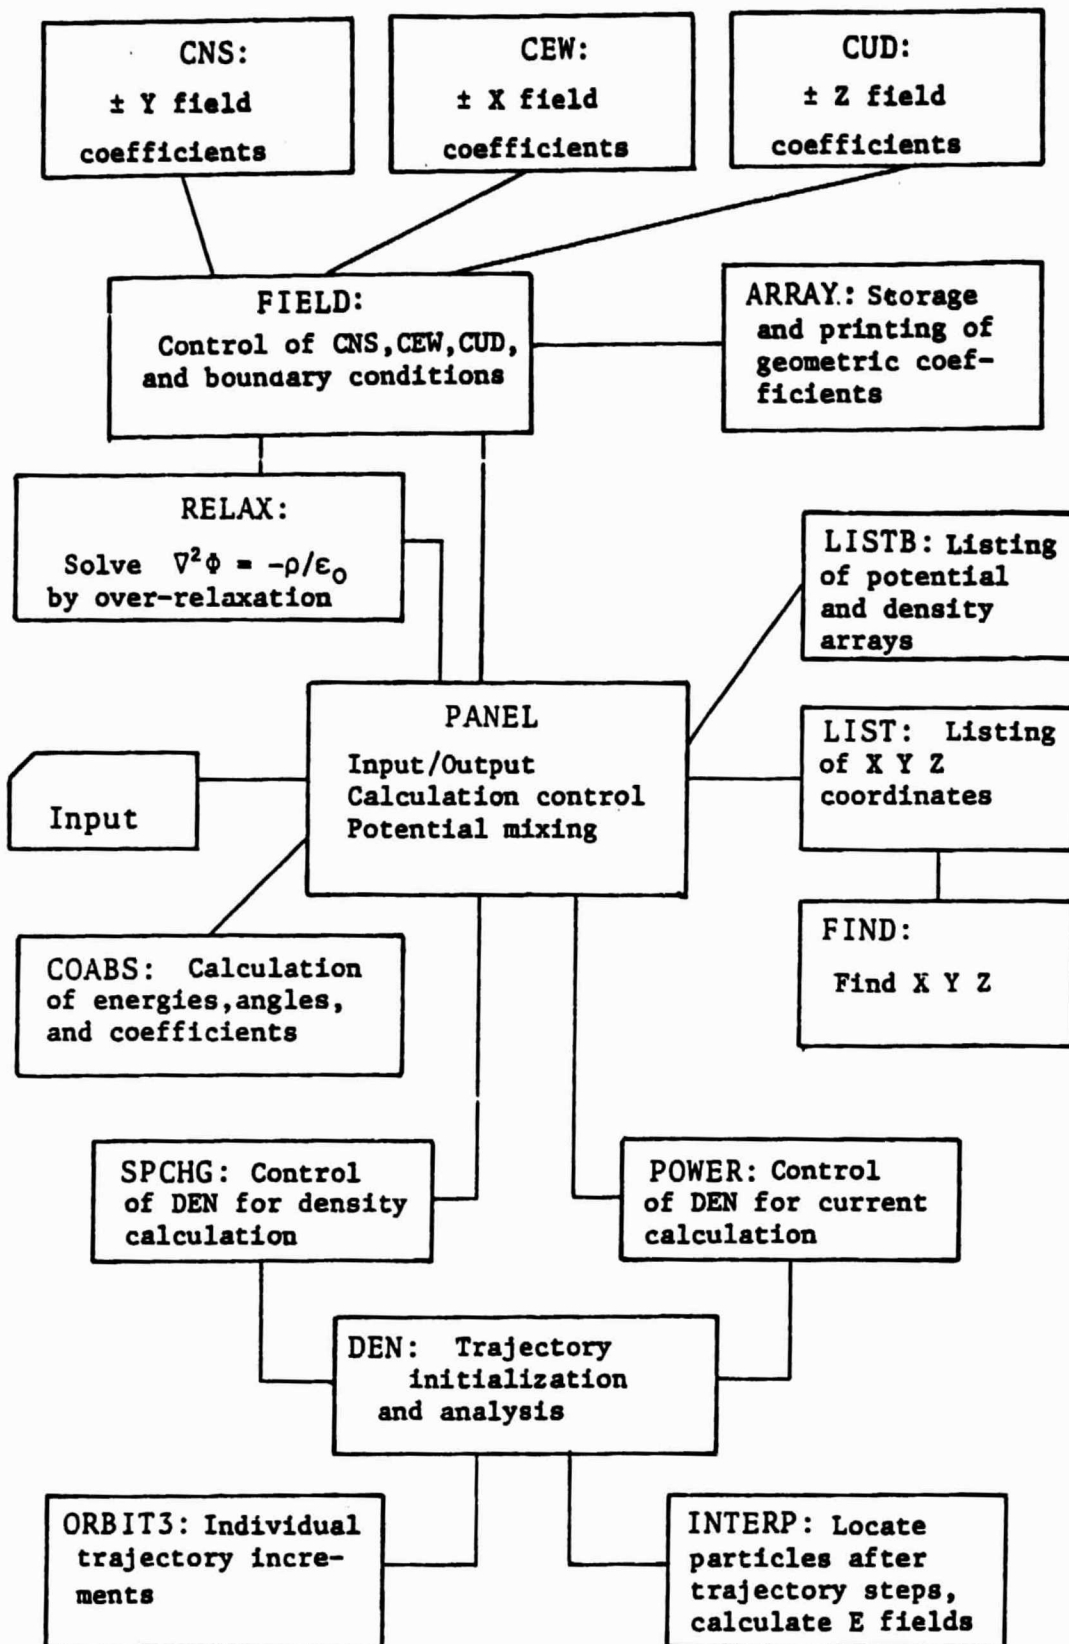 CNS:
± Y field
coefficients
CEW:
± X field
coefficients
CUD:
± Z field
coefficients
FIELD:
Control of CNS,CEW,CUD,
and boundary conditions
ARRAY: Storage
and printing of
geometric coef-
ficients
RELAX:
Solve ∇²Φ = -ρ/ε₀
by over-relaxation
LISTB: Listing
of potential
and density
arrays
PANEL
Input/Output
Calculation control
Potential mixing
LIST: Listing
of X Y Z
coordinates
Input
FIND:
Find X Y Z
COABS: Calculation
of energies,angles,
and coefficients
SPCHG: Control
of DEN for density
calculation
POWER: Control
of DEN for current
calculation
DEN: Trajectory
initialization
and analysis
ORBIT3: Individual
trajectory incre-
ments
INTERP: Locate
particles after
trajectory steps,
calculate E fields